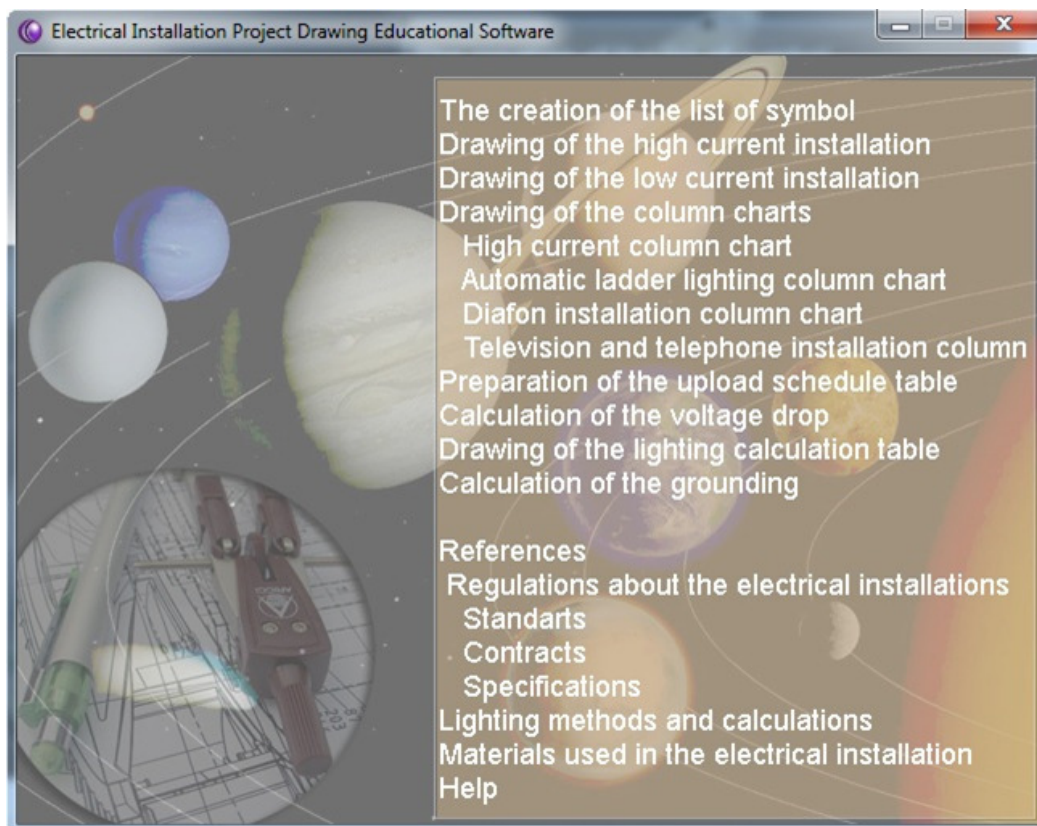 Electrical Installation Project Drawing Educational Software
The creation of the list of symbol
Drawing of the high current installation
Drawing of the low current installation
Drawing of the column charts
High current column chart
Automatic ladder lighting column chart
Diafon installation column chart
Television and telephone installation column
Preparation of the upload schedule table
Calculation of the voltage drop
Drawing of the lighting calculation table
Calculation of the grounding
References
Regulations about the electrical installations
Standarts
Contracts
Specifications
Lighting methods and calculations
Materials used in the electrical installation
Help